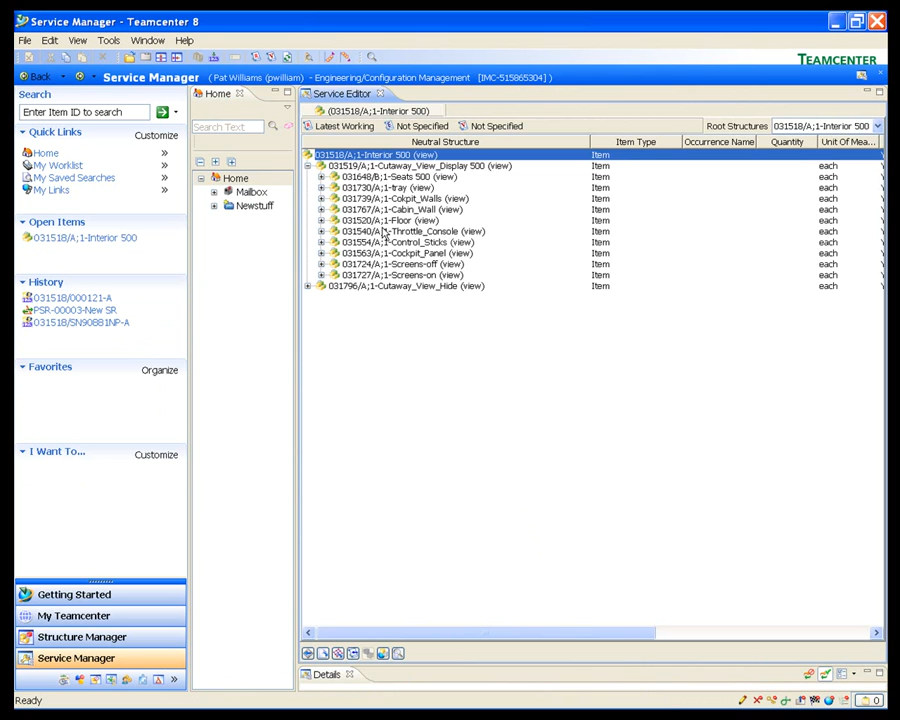 Service Manager - Teamcenter 8
File Edit View Tools Window Help
TEAMCENTER
Back Service Manager ( Pat Williams (pwilliam) - Engineering/Configuration Management [IMC-515865304] )
Search
Enter Item ID to search
Quick Links Customize
Home
My Worklist
My Saved Searches
My Links
Open Items
031518/A;1-Interior 500
History
031518/000121-A
PSR-00003-New SR
031518/SN90881NP-A
Favorites Organize
I Want To... Customize
Getting Started
My Teamcenter
Structure Manager
Service Manager
Home
Search Text
Home
Mailbox
Newstuff
Service Editor
(031518/A;1-Interior 500)
Latest Working Not Specified Not Specified Root Structures 031518/A;1-Interior 500
Neutral Structure Item Type Occurrence Name Quantity Unit Of Mea...
031518/A;1-Interior 500 (view) Item
031519/A;1-Cutaway_View_Display 500 (view) Item each
031648/B;1-Seats 500 (view) Item each
031730/A;1-tray (view) Item each
031739/A;1-Cokpit_Walls (view) Item each
031767/A;1-Cabin_Wall (view) Item each
031520/A;1-Floor (view) Item each
031540/A;1-Throttle_Console (view) Item each
031554/A;1-Control_Sticks (view) Item each
031563/A;1-Cockpit_Panel (view) Item each
031724/A;1-Screens-off (view) Item each
031727/A;1-Screens-on (view) Item each
031796/A;1-Cutaway_View_Hide (view) Item each
Details
Ready 0